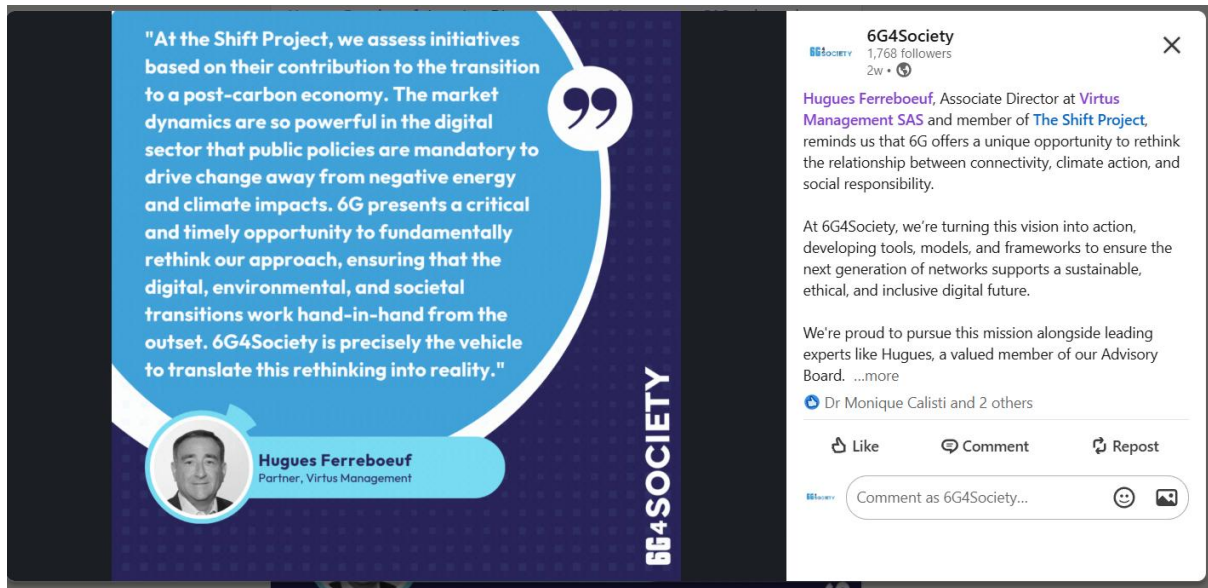 "At the Shift Project, we assess initiatives
based on their contribution to the transition
to a post-carbon economy. The market
dynamics are so powerful in the digital
sector that public policies are mandatory to
drive change away from negative energy
and climate impacts. 6G presents a critical
and timely opportunity to fundamentally
rethink our approach, ensuring that the
digital, environmental, and societal
transitions work hand-in-hand from the
outset. 6G4Society is precisely the vehicle
to translate this rethinking into reality."
Hugues Ferreboeuf
Partner, Virtus Management
6G4SOCIETY
6G4SOCIETY
6G4Society
1,768 followers
2w •
Hugues Ferreboeuf, Associate Director at Virtus
Management SAS and member of The Shift Project,
reminds us that 6G offers a unique opportunity to rethink
the relationship between connectivity, climate action, and
social responsibility.
At 6G4Society, we're turning this vision into action,
developing tools, models, and frameworks to ensure the
next generation of networks supports a sustainable,
ethical, and inclusive digital future.
We're proud to pursue this mission alongside leading
experts like Hugues, a valued member of our Advisory
Board. ...more
Dr Monique Calisti and 2 others
Like
Comment
Repost
6G4SOCIETY
Comment as 6G4Society...